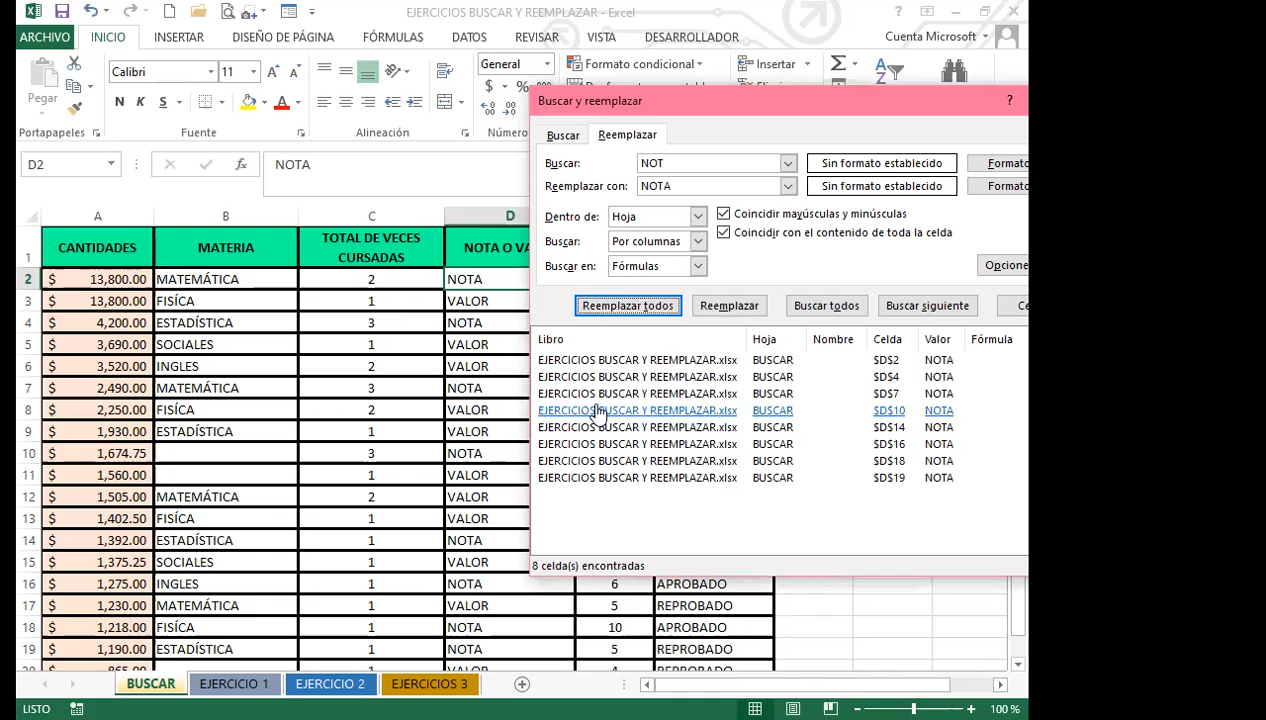 EJERCICIOS BUSCAR Y REEMPLAZAR - Excel
ARCHIVO INICIO INSERTAR DISEÑO DE PÁGINA FÓRMULAS DATOS REVISAR VISTA DESARROLLADOR Cuenta Microsoft
Pegar Calibri 11 General Formato condicional Insertar
N K S
Portapapeles Fuente Alineación Número
D2 NOTA
A B C D
1 CANTIDADES MATERIA TOTAL DE VECES CURSADAS NOTA O VA
2 $ 13,800.00 MATEMÁTICA 2 NOTA
3 $ 13,800.00 FISÍCA 1 VALOR
4 $ 4,200.00 ESTADÍSTICA 3 NOTA
5 $ 3,690.00 SOCIALES 1 VALOR
6 $ 3,520.00 INGLES 2 VALOR
7 $ 2,490.00 MATEMÁTICA 3 NOTA
8 $ 2,250.00 FISÍCA 2 VALOR
9 $ 1,930.00 ESTADÍSTICA 1 VALOR
10 $ 1,674.75 3 NOTA
11 $ 1,560.00 1 VALOR
12 $ 1,505.00 MATEMÁTICA 2 VALOR
13 $ 1,402.50 FISÍCA 1 VALOR
14 $ 1,392.00 ESTADÍSTICA 1 NOTA
15 $ 1,375.25 SOCIALES 1 VALOR
16 $ 1,275.00 INGLES 1 NOTA 6 APROBADO
17 $ 1,230.00 MATEMÁTICA 1 VALOR 5 REPROBADO
18 $ 1,218.00 FISÍCA 1 NOTA 10 APROBADO
19 $ 1,190.00 ESTADÍSTICA 1 NOTA 5 REPROBADO
Buscar y reemplazar ?
Buscar Reemplazar
Buscar: NOT Sin formato establecido Formato
Reemplazar con: NOTA Sin formato establecido Formato
Dentro de: Hoja Coincidir mayúsculas y minúsculas
Coincidir con el contenido de toda la celda
Buscar: Por columnas
Buscar en: Fórmulas Opcione
Reemplazar todos Reemplazar Buscar todos Buscar siguiente Ce
Libro Hoja Nombre Celda Valor Fórmula
EJERCICIOS BUSCAR Y REEMPLAZAR.xlsx BUSCAR $D$2 NOTA
EJERCICIOS BUSCAR Y REEMPLAZAR.xlsx BUSCAR $D$4 NOTA
EJERCICIOS BUSCAR Y REEMPLAZAR.xlsx BUSCAR $D$7 NOTA
EJERCICIOS BUSCAR Y REEMPLAZAR.xlsx BUSCAR $D$10 NOTA
EJERCICIOS BUSCAR Y REEMPLAZAR.xlsx BUSCAR $D$14 NOTA
EJERCICIOS BUSCAR Y REEMPLAZAR.xlsx BUSCAR $D$16 NOTA
EJERCICIOS BUSCAR Y REEMPLAZAR.xlsx BUSCAR $D$18 NOTA
EJERCICIOS BUSCAR Y REEMPLAZAR.xlsx BUSCAR $D$19 NOTA
8 celda(s) encontradas
BUSCAR EJERCICIO 1 EJERCICIO 2 EJERCICIOS 3
LISTO 100 %